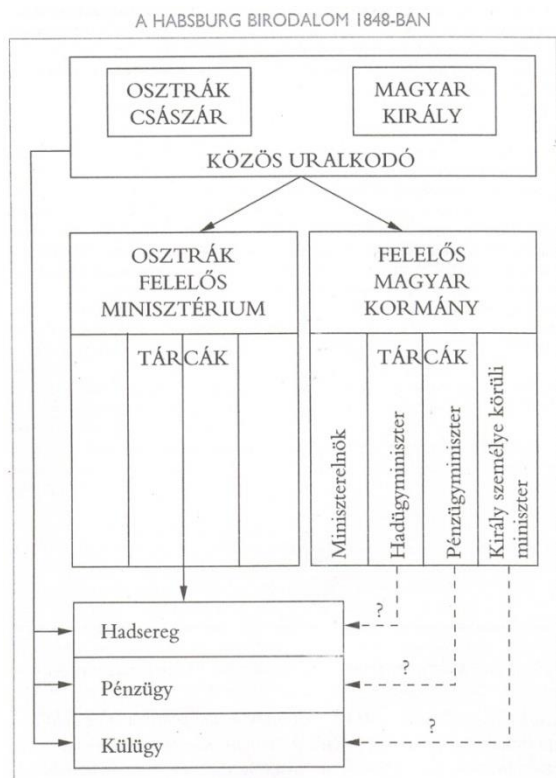 A HABSBURG BIRODALOM 1848-BAN
OSZTRÁK
CSÁSZÁR
MAGYAR
KIRÁLY
KÖZÖS URALKODÓ
OSZTRÁK
FELELŐS
MINISZTÉRIUM
TÁRCÁK
FELELŐS
MAGYAR
KORMÁNY
TÁRCÁK
Miniszterelnök
Hadügyminiszter
Pénzügyminiszter
Király személye körüli
miniszter
Hadsereg
?
Pénzügy
?
Külügy
?